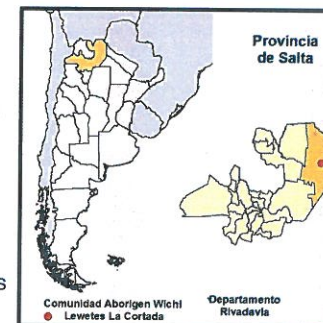 Provincia
de Salta
s
Comunidad Aborigen Wichi
Lewetes La Cortada
Departamento
Rivadavia